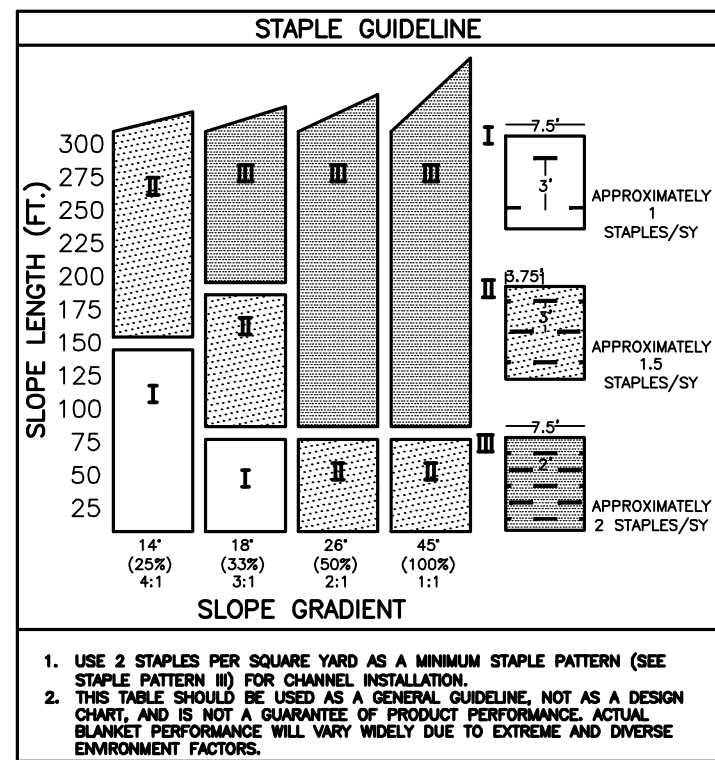 STAPLE GUIDELINE
SLOPE LENGTH (FT.)
300
275
250
225
200
175
150
125
100
75
50
25
II
I
III
II
I
III
II
III
II
14° 18° 26° 45°
(25%) (33%) (50%) (100%)
4:1 3:1 2:1 1:1
SLOPE GRADIENT
I
7.5'
3'
APPROXIMATELY
1
STAPLES/SY
II
3.75'
3'
APPROXIMATELY
1.5
STAPLES/SY
III
7.5'
2'
APPROXIMATELY
2 STAPLES/SY
1. USE 2 STAPLES PER SQUARE YARD AS A MINIMUM STAPLE PATTERN (SEE
STAPLE PATTERN III) FOR CHANNEL INSTALLATION.
2. THIS TABLE SHOULD BE USED AS A GENERAL GUIDELINE, NOT AS A DESIGN
CHART, AND IS NOT A GUARANTEE OF PRODUCT PERFORMANCE. ACTUAL
BLANKET PERFORMANCE WILL VARY WIDELY DUE TO EXTREME AND DIVERSE
ENVIRONMENT FACTORS.